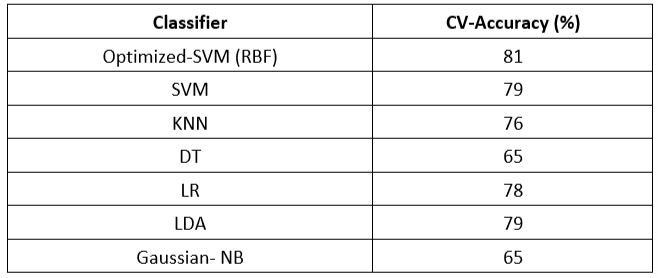 Classifier CV-Accuracy (%)
Optimized-SVM (RBF) 81
SVM 79
KNN 76
DT 65
LR 78
LDA 79
Gaussian- NB 65